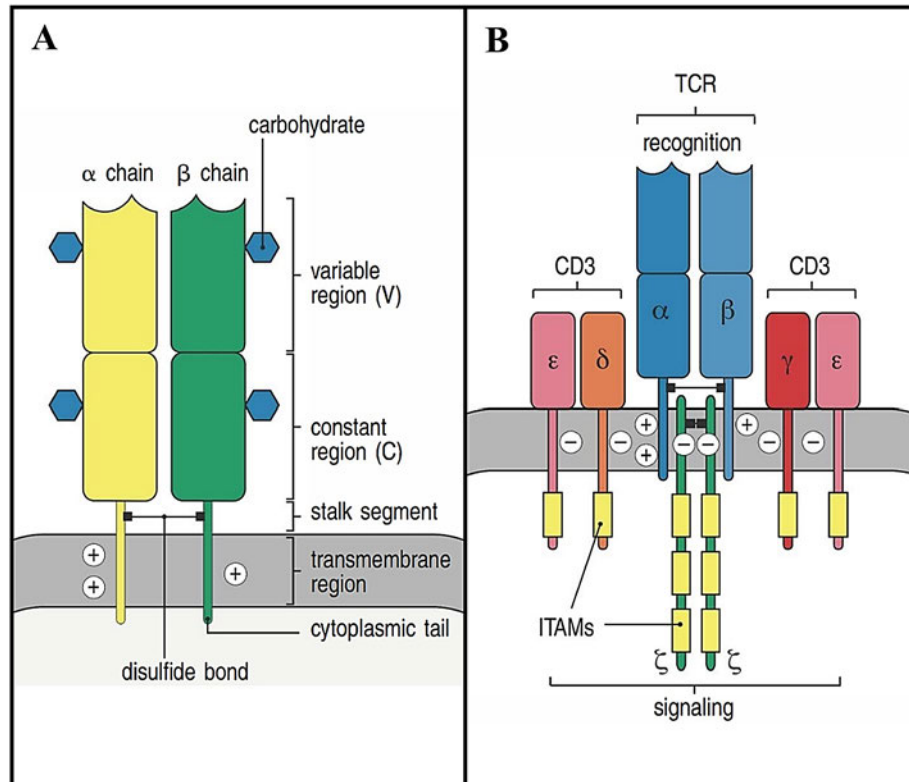 A
carbohydrate
α chain
β chain
variable
region (V)
constant
region (C)
stalk segment
transmembrane
region
cytoplasmic tail
disulfide bond
+
+
+
B
TCR
recognition
CD3
CD3
ε
δ
α
β
γ
ε
+
+
+
−
−
−
−
−
−
ITAMs
ζ
ζ
signaling